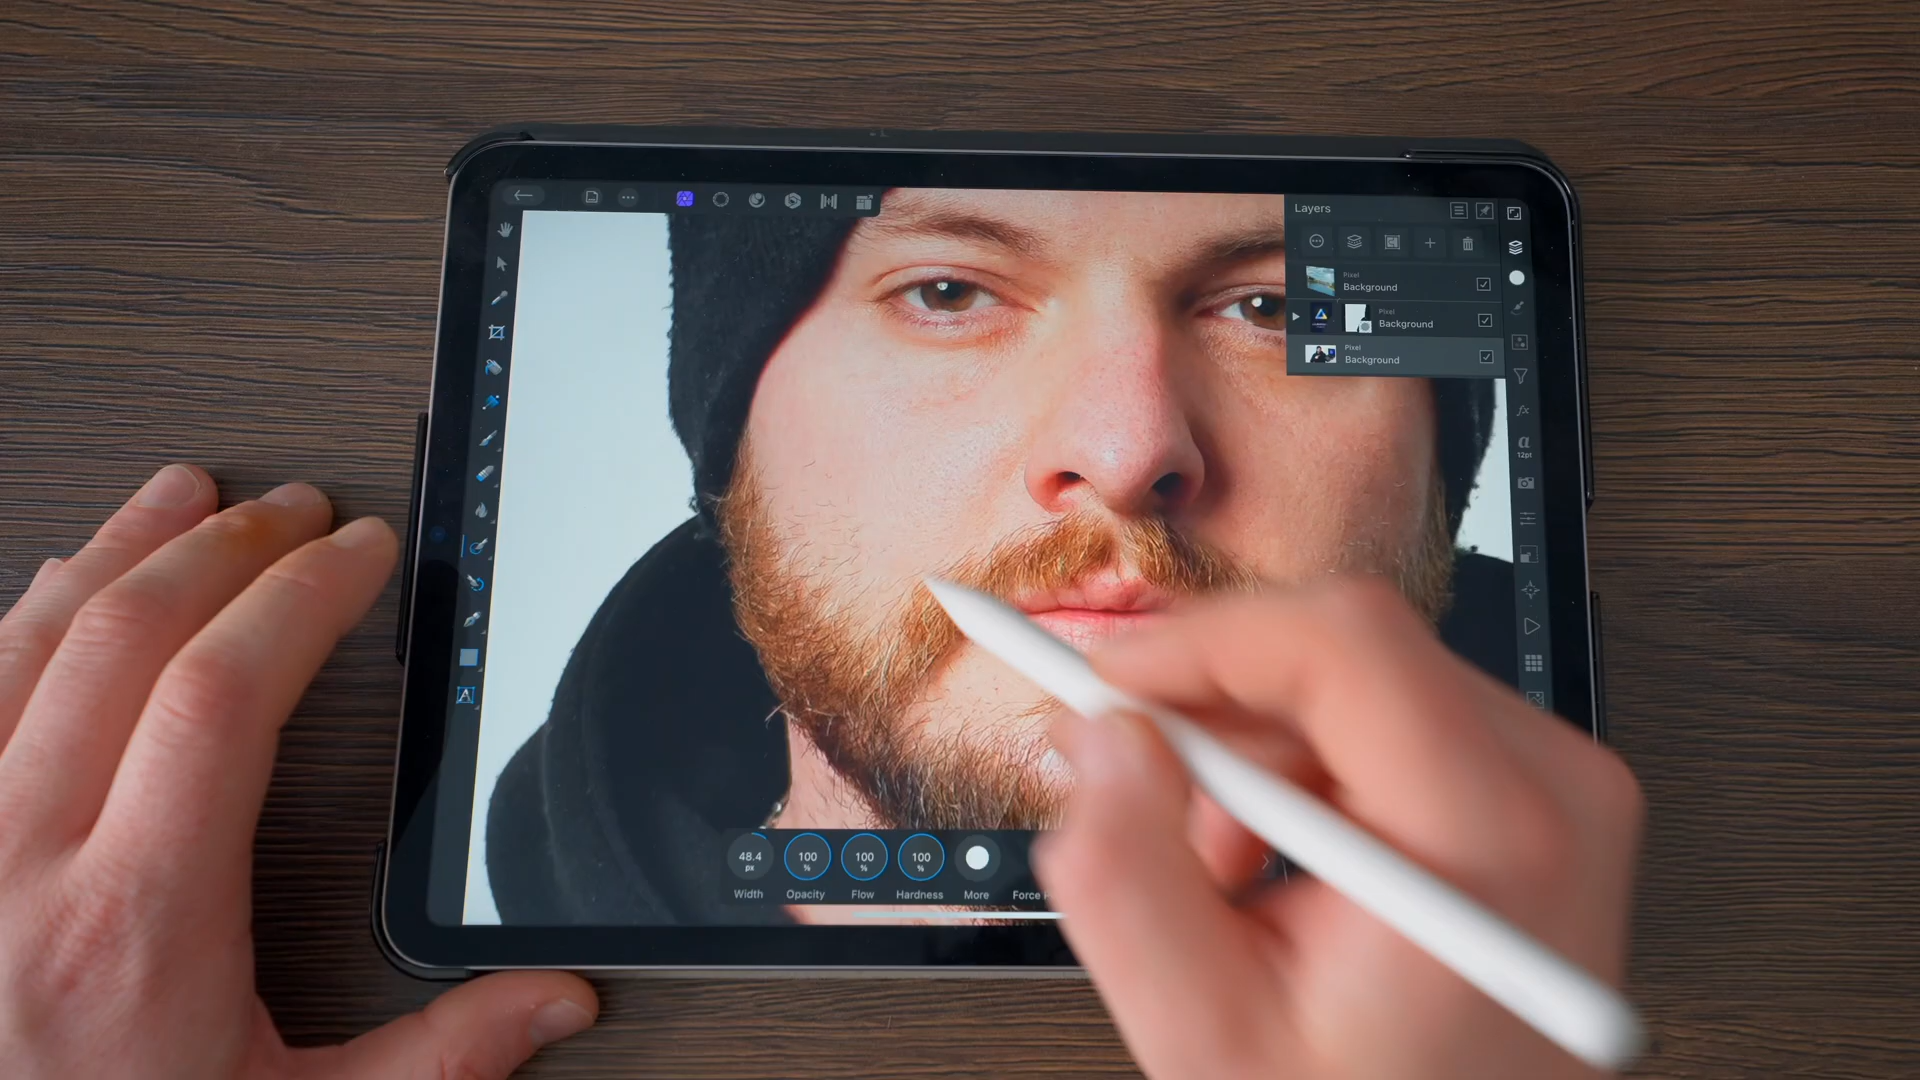 Layers
Pixel
Background
Pixel
Background
Pixel
Background
fx
a
12pt
A
48.4
px
100
%
100
%
100
%
Width
Opacity
Flow
Hardness
More
Force